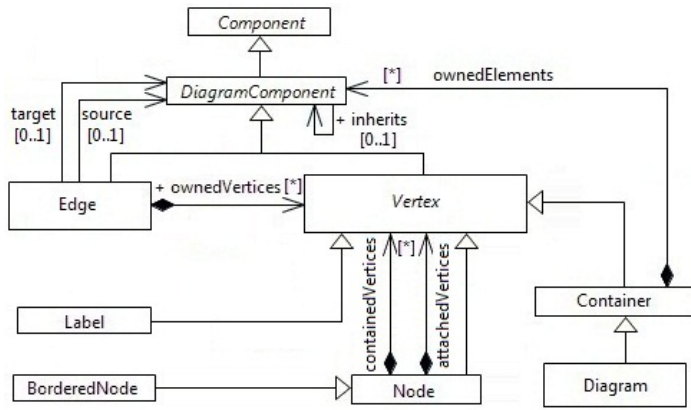 Component
[*] ownedElements
DiagramComponent
target source
[0..1] [0..1]
+ inherits
[0..1]
+ ownedVertices [*]
Edge
Vertex
[*]
containedVertices
attachedVertices
Label
Container
BorderedNode
Node
Diagram